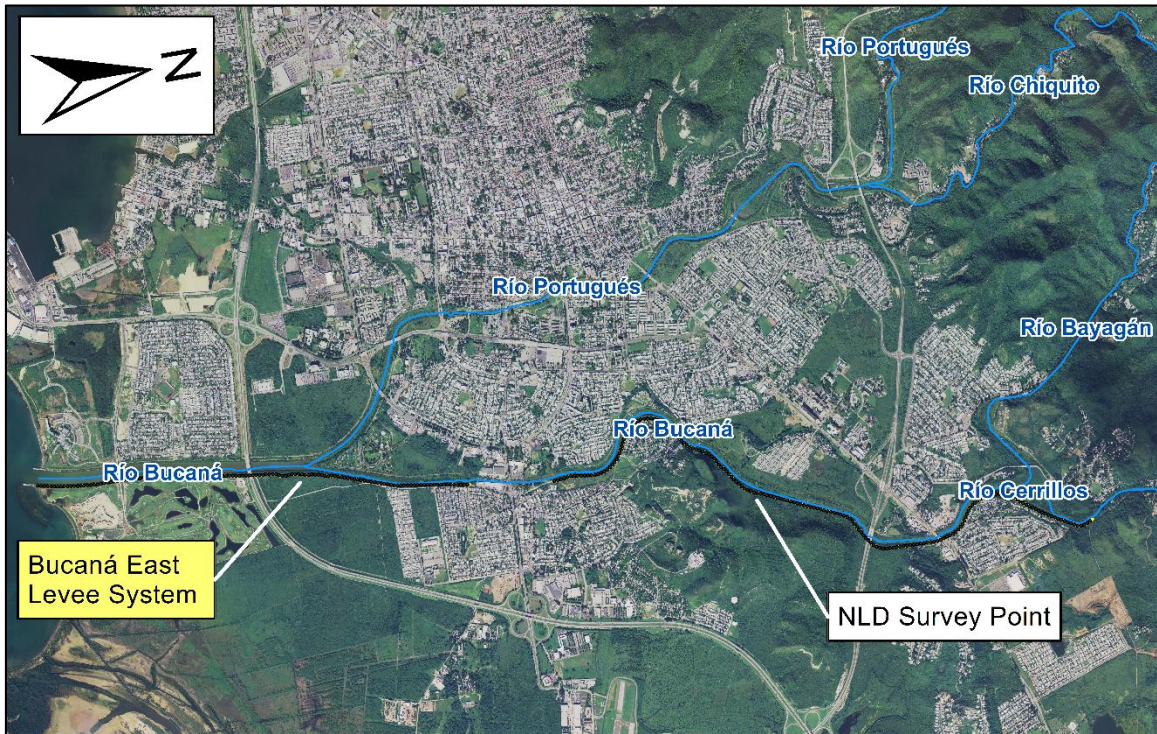 N
Río Portugués
Río Chiquito
Río Portugués
Río Bayagán
Río Bucaná
Río Bucaná
Río Cerrillos
Bucaná East
Levee System
NLD Survey Point